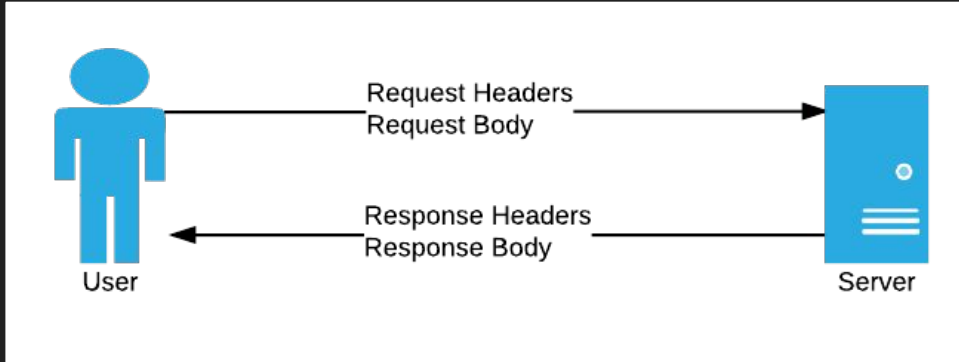 Request Headers
Request Body
Response Headers
Response Body
User
Server